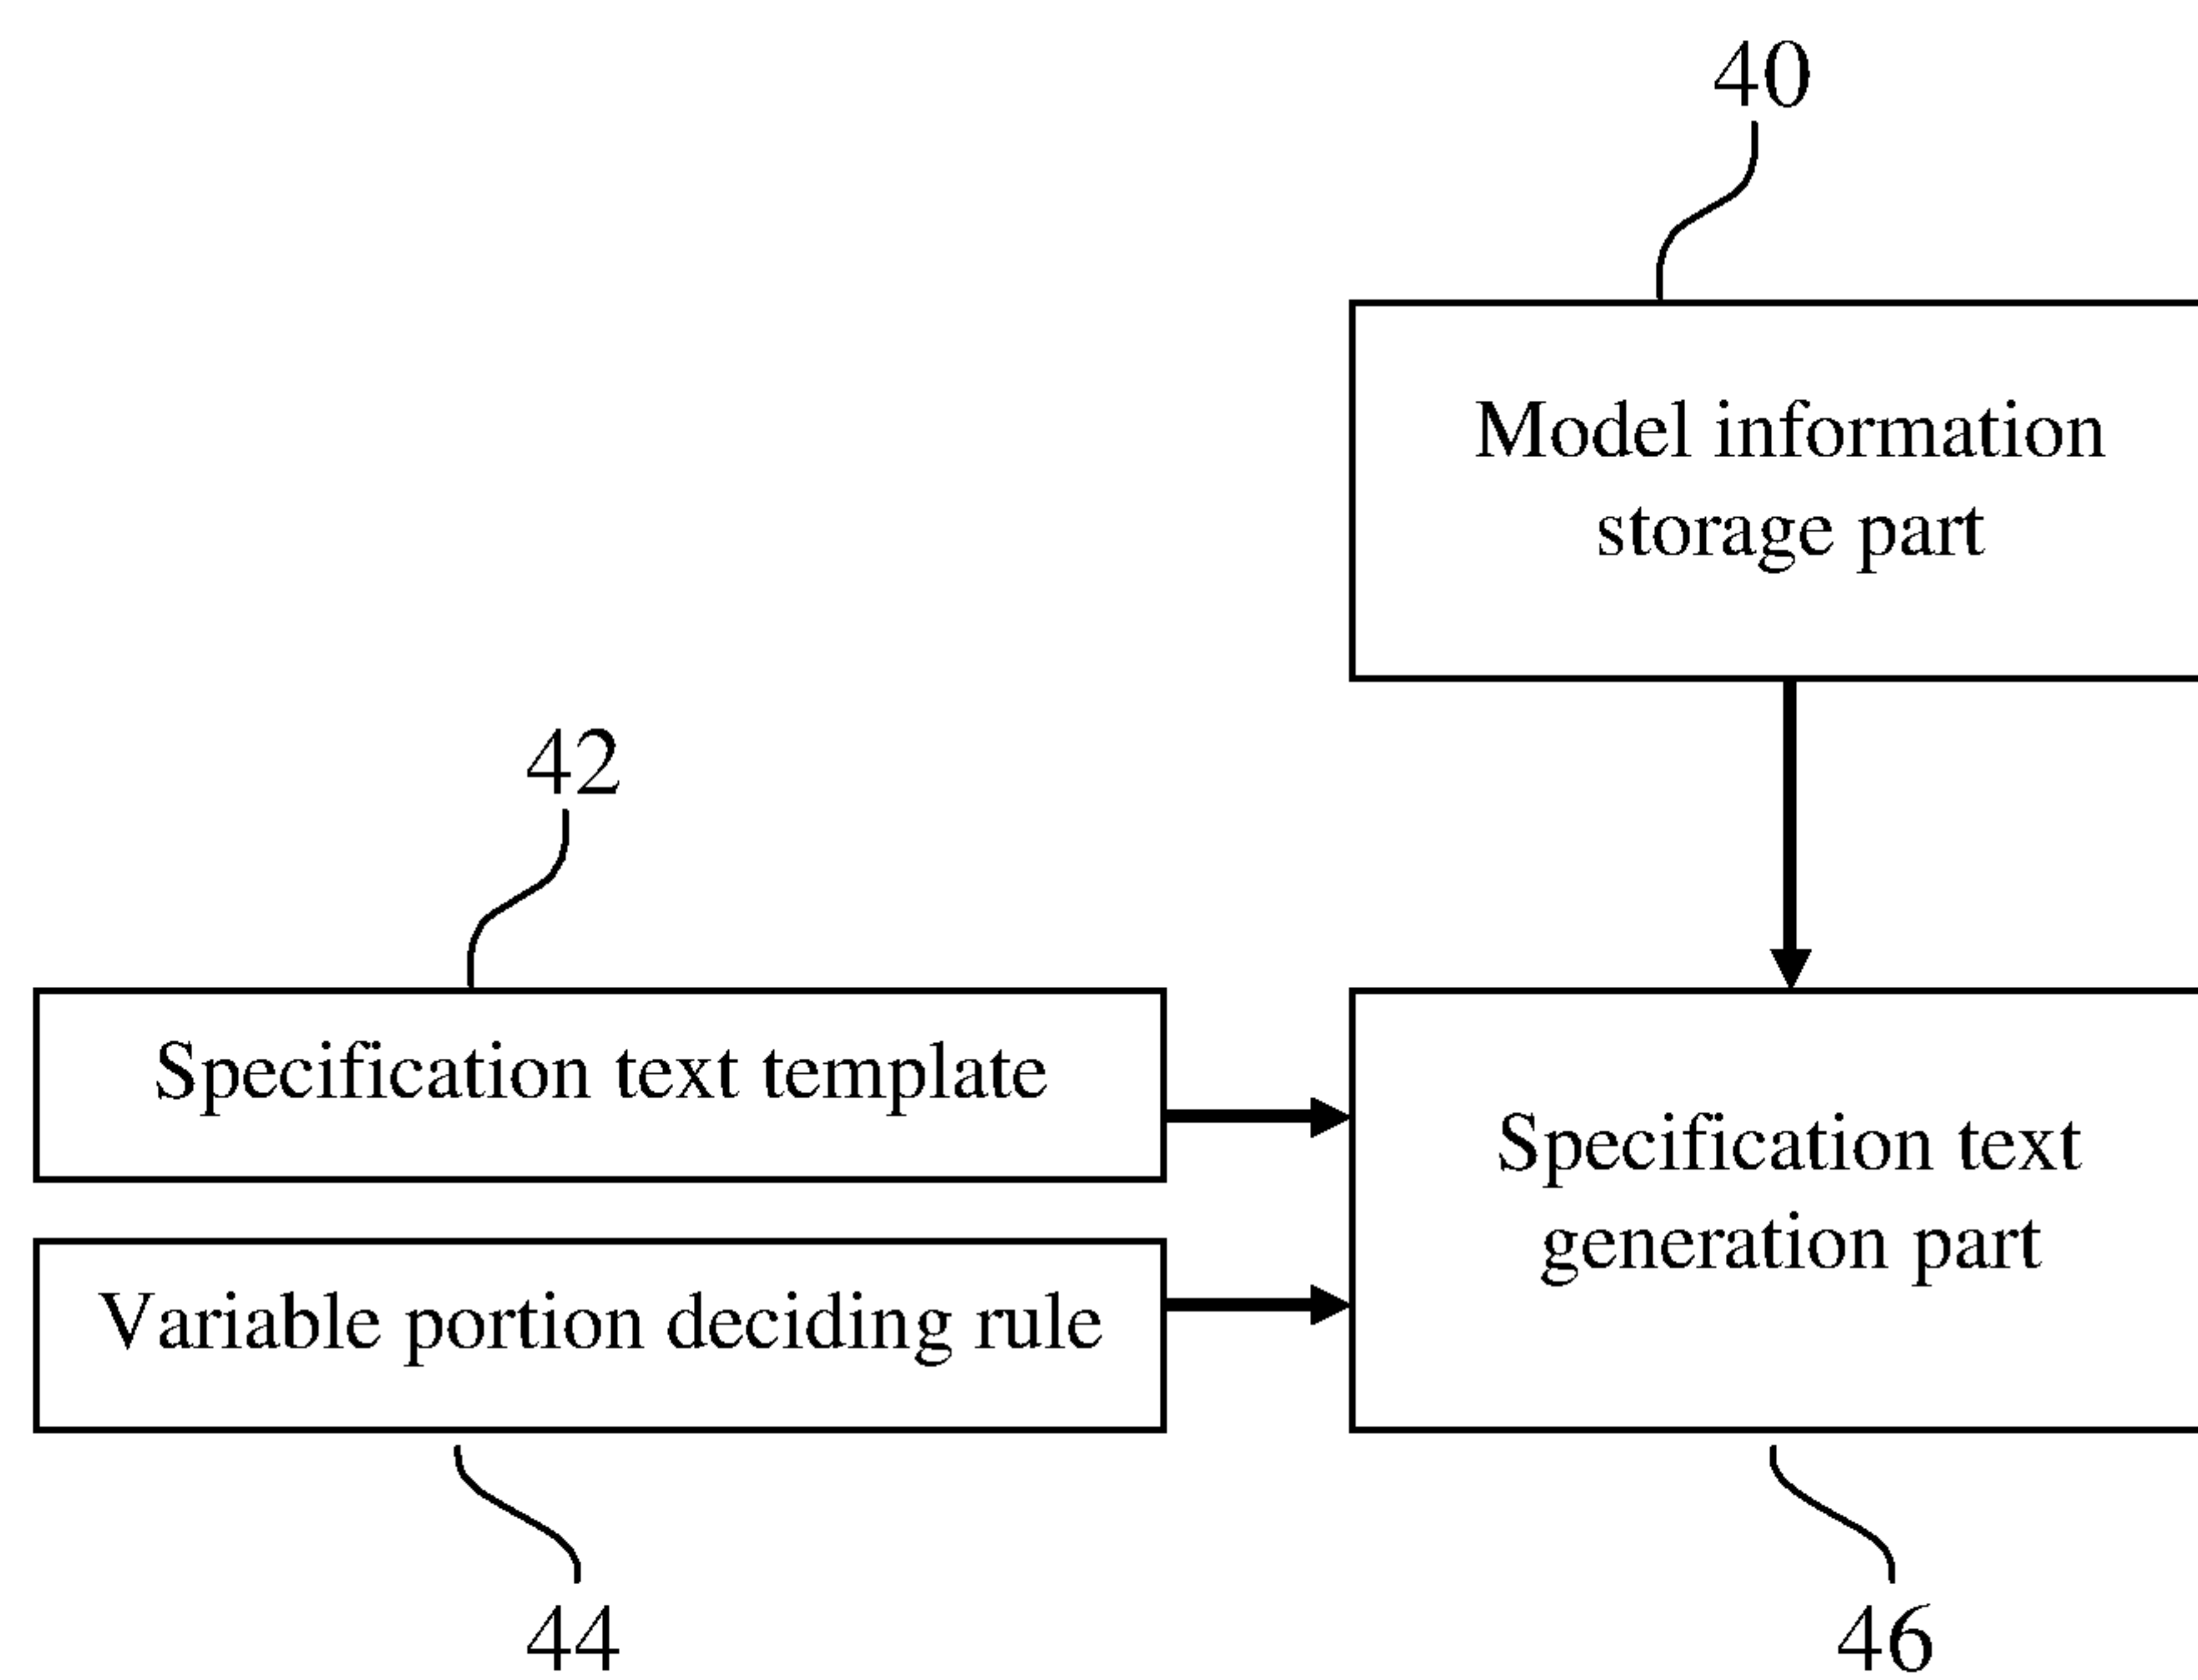 40
Model information
storage part
42
Specification text template
Specification text
generation part
Variable portion deciding rule
44
46